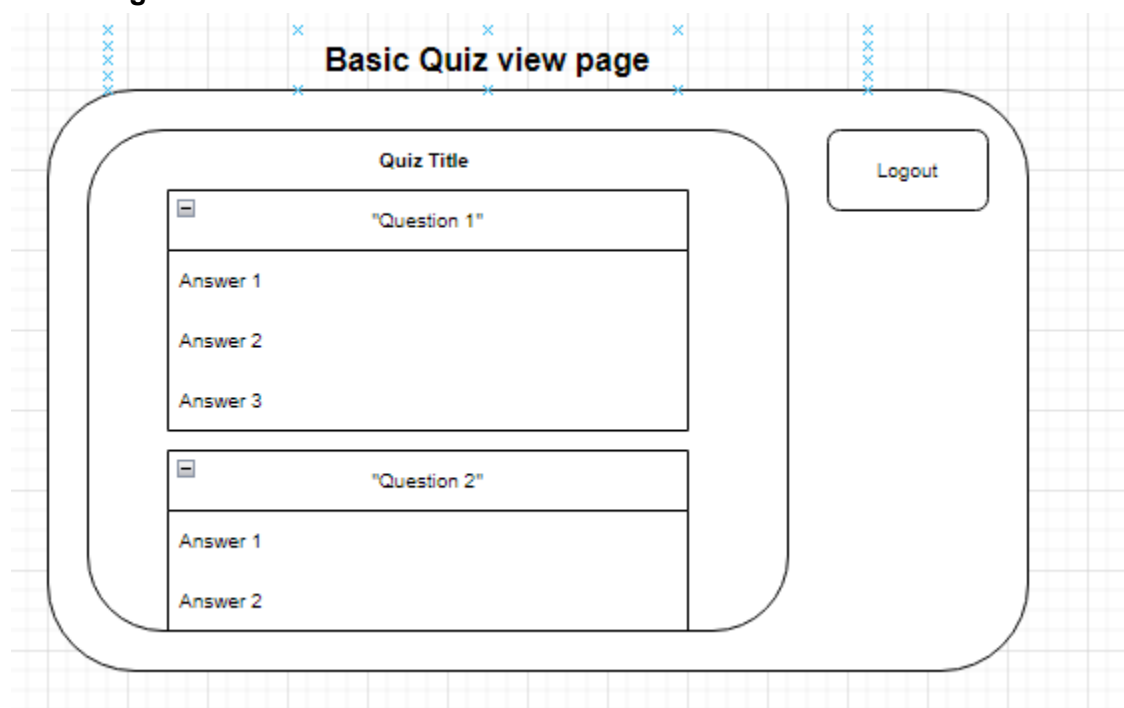 Basic Quiz view page
Quiz Title
Logout
"Question 1"
Answer 1
Answer 2
Answer 3
"Question 2"
Answer 1
Answer 2